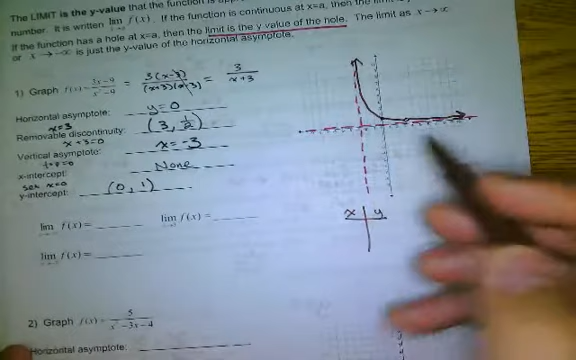 The LIMIT is the y-value that the function is
number. It is written lim f(x). If the function is continuous at x=a, then the
If the function has a hole at x=a, then the limit is the y value of the hole. The limit as x→∞
or x→-∞ is just the y-value of the horizontal asymptote.
1) Graph f(x)= 3x-9 / x²-9 = 3(x-3) / (x+3)(x-3) = 3 / x+3
Horizontal asymptote: y=0
x=3
Removable discontinuity: (3, 1/2)
x+3=0
Vertical asymptote: x=-3
x-intercept: None
set x=0
y-intercept: (0, 1)
x y
lim f(x)= lim f(x)=
lim f(x)=
2) Graph f(x)= 5 / x²-3x-4
Horizontal asymptote: